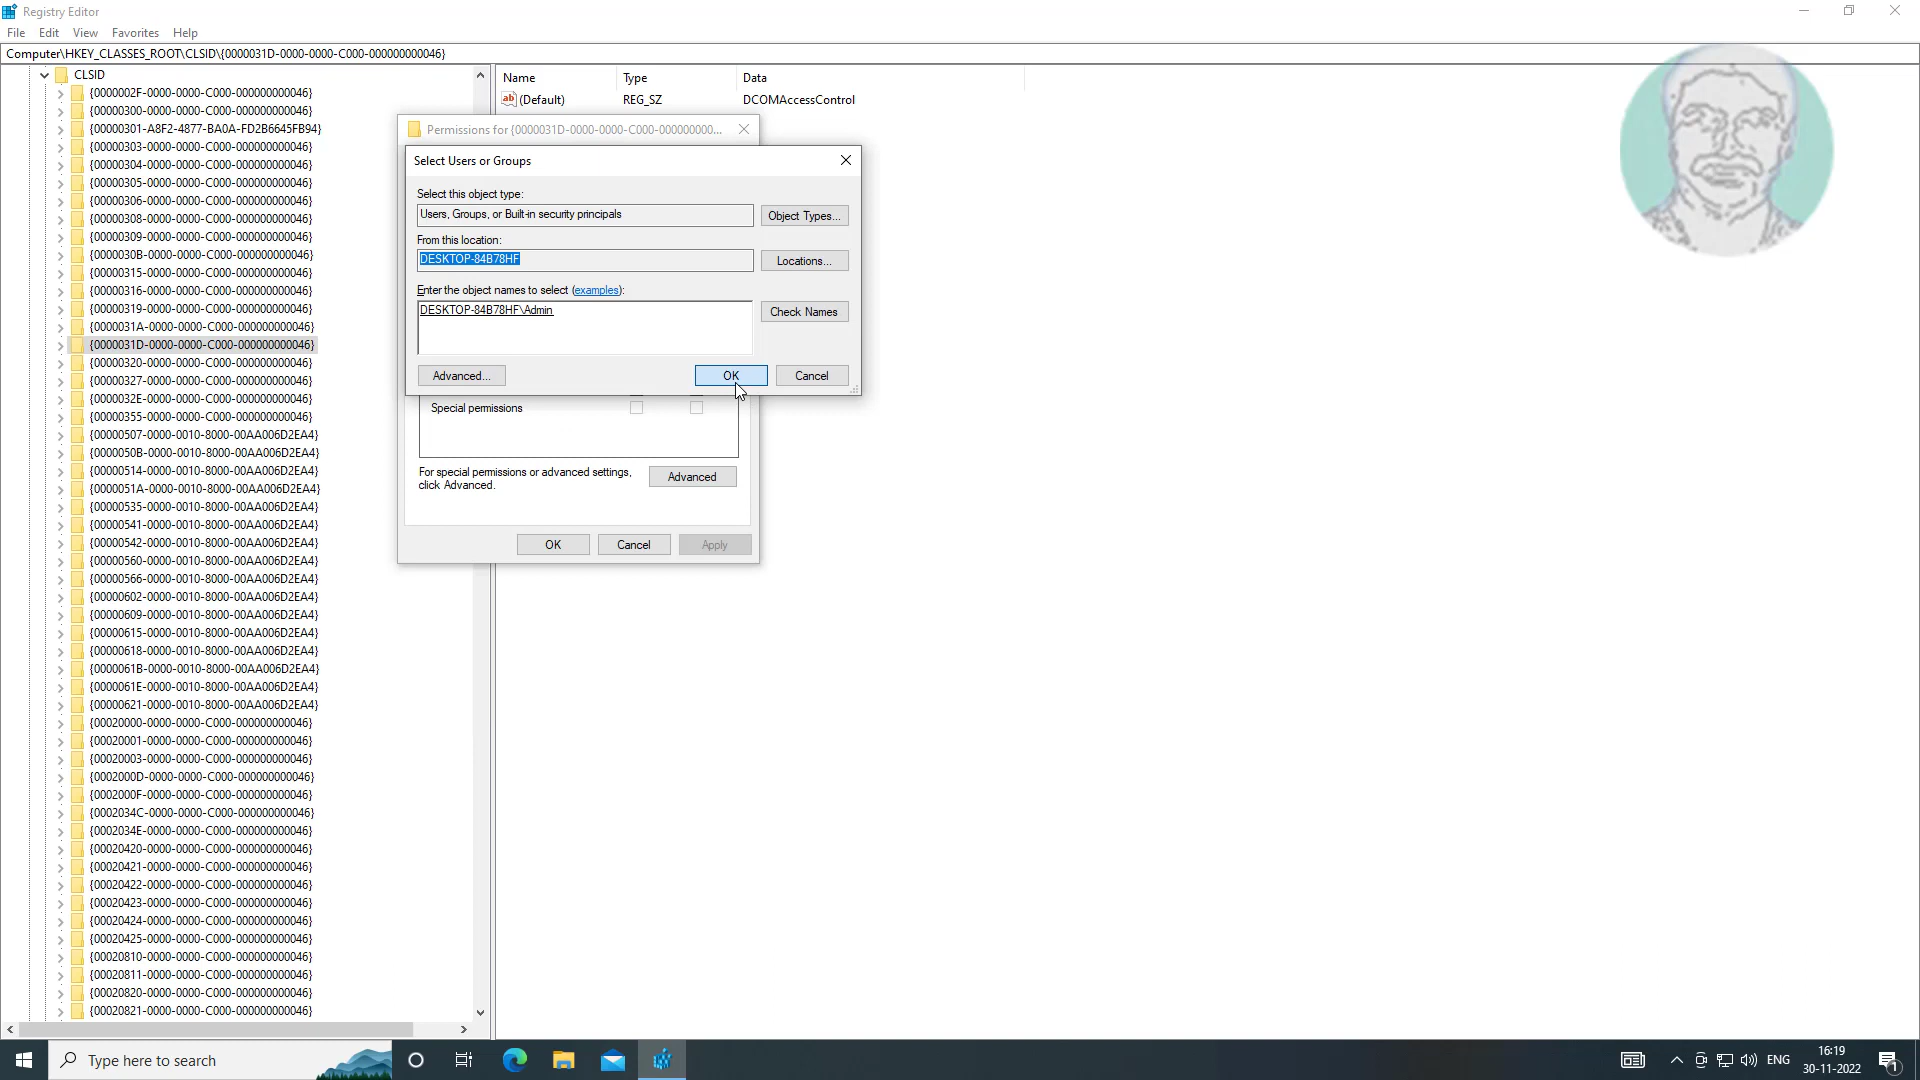 Registry Editor
File Edit View Favorites Help
Computer\HKEY_CLASSES_ROOT\CLSID\{0000031D-0000-0000-C000-000000000046}
CLSID
{0000002F-0000-0000-C000-000000000046}
{00000300-0000-0000-C000-000000000046}
{00000301-A8F2-4877-BA0A-FD2B6645FB94}
{00000303-0000-0000-C000-000000000046}
{00000304-0000-0000-C000-000000000046}
{00000305-0000-0000-C000-000000000046}
{00000306-0000-0000-C000-000000000046}
{00000308-0000-0000-C000-000000000046}
{00000309-0000-0000-C000-000000000046}
{0000030B-0000-0000-C000-000000000046}
{00000315-0000-0000-C000-000000000046}
{00000316-0000-0000-C000-000000000046}
{00000319-0000-0000-C000-000000000046}
{0000031A-0000-0000-C000-000000000046}
{0000031D-0000-0000-C000-000000000046}
{00000320-0000-0000-C000-000000000046}
{00000327-0000-0000-C000-000000000046}
{0000032E-0000-0000-C000-000000000046}
{00000355-0000-0000-C000-000000000046}
{00000507-0000-0010-8000-00AA006D2EA4}
{0000050B-0000-0010-8000-00AA006D2EA4}
{00000514-0000-0010-8000-00AA006D2EA4}
{0000051A-0000-0010-8000-00AA006D2EA4}
{00000535-0000-0010-8000-00AA006D2EA4}
{00000541-0000-0010-8000-00AA006D2EA4}
{00000542-0000-0010-8000-00AA006D2EA4}
{00000560-0000-0010-8000-00AA006D2EA4}
{00000566-0000-0010-8000-00AA006D2EA4}
{00000602-0000-0010-8000-00AA006D2EA4}
{00000609-0000-0010-8000-00AA006D2EA4}
{00000615-0000-0010-8000-00AA006D2EA4}
{00000618-0000-0010-8000-00AA006D2EA4}
{0000061B-0000-0010-8000-00AA006D2EA4}
{0000061E-0000-0010-8000-00AA006D2EA4}
{00000621-0000-0010-8000-00AA006D2EA4}
{00020000-0000-0000-C000-000000000046}
{00020001-0000-0000-C000-000000000046}
{00020003-0000-0000-C000-000000000046}
{0002000D-0000-0000-C000-000000000046}
{0002000F-0000-0000-C000-000000000046}
{0002034C-0000-0000-C000-000000000046}
{0002034E-0000-0000-C000-000000000046}
{00020420-0000-0000-C000-000000000046}
{00020421-0000-0000-C000-000000000046}
{00020422-0000-0000-C000-000000000046}
{00020423-0000-0000-C000-000000000046}
{00020424-0000-0000-C000-000000000046}
{00020425-0000-0000-C000-000000000046}
{00020810-0000-0000-C000-000000000046}
{00020811-0000-0000-C000-000000000046}
{00020820-0000-0000-C000-000000000046}
{00020821-0000-0000-C000-000000000046}
Name Type Data
ab (Default) REG_SZ DCOMAccessControl
Permissions for {0000031D-0000-0000-C000-000000000...
Select Users or Groups
Select this object type:
Users, Groups, or Built-in security principals Object Types...
From this location:
DESKTOP-84B78HF Locations...
Enter the object names to select (examples):
DESKTOP-84B78HF\Admin Check Names
Advanced... OK Cancel
Special permissions
For special permissions or advanced settings,
click Advanced. Advanced
OK Cancel Apply
Type here to search
ENG 16:19
30-11-2022
1